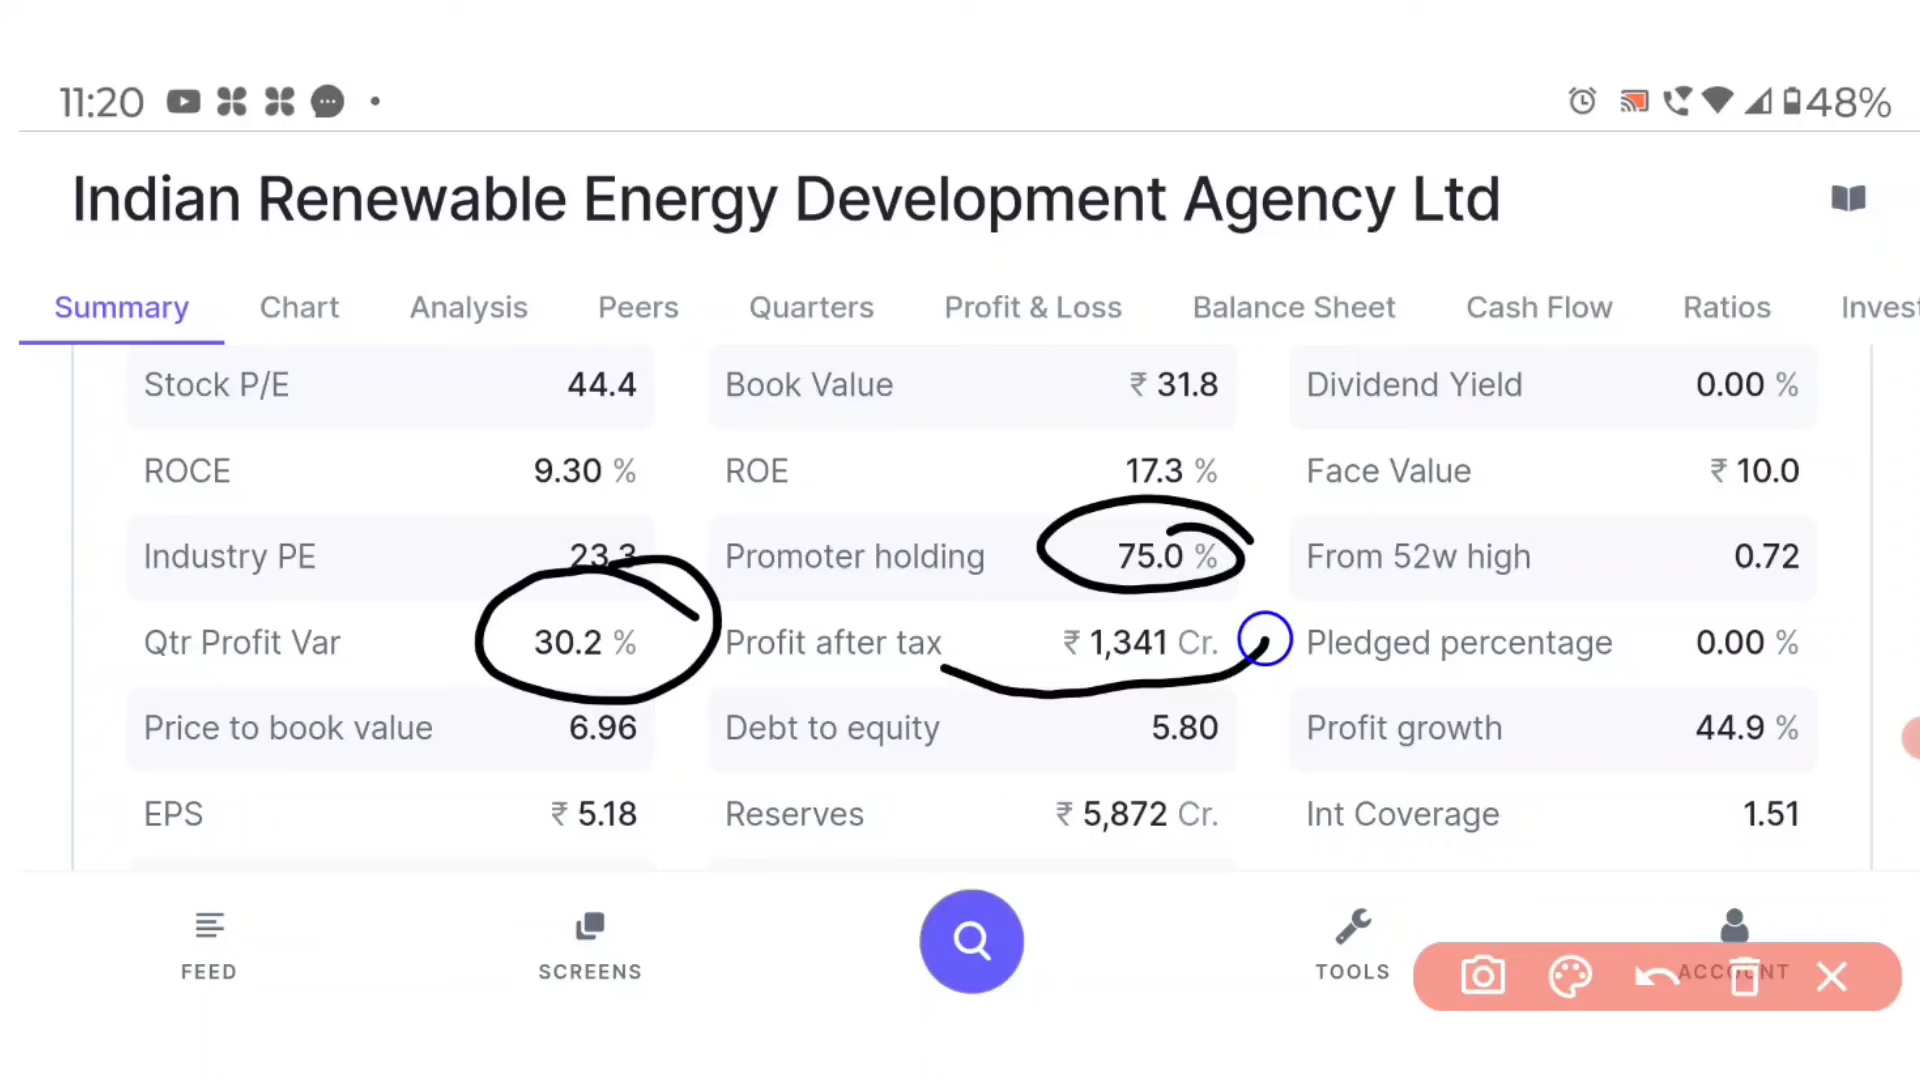 11:20 48%
Indian Renewable Energy Development Agency Ltd
Summary Chart Analysis Peers Quarters Profit & Loss Balance Sheet Cash Flow Ratios Invest
Stock P/E 44.4 Book Value ₹ 31.8 Dividend Yield 0.00 %
ROCE 9.30 % ROE 17.3 % Face Value ₹ 10.0
Industry PE 23.3 Promoter holding 75.0 % From 52w high 0.72
Qtr Profit Var 30.2 % Profit after tax ₹ 1,341 Cr. Pledged percentage 0.00 %
Price to book value 6.96 Debt to equity 5.80 Profit growth 44.9 %
EPS ₹ 5.18 Reserves ₹ 5,872 Cr. Int Coverage 1.51
FEED SCREENS TOOLS ACCOUNT